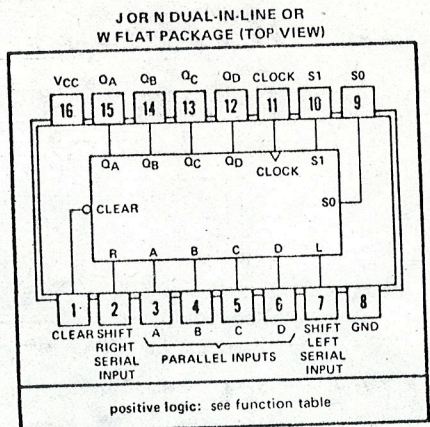 J OR N DUAL-IN-LINE OR
W FLAT PACKAGE (TOP VIEW)
VCC QA QB QC QD CLOCK S1 S0
16 15 14 13 12 11 10 9
QA QB QC QD CLOCK S1
S0
CLEAR
R A B C D L
1 2 3 4 5 6 7 8
CLEAR SHIFT A B C D SHIFT GND
RIGHT PARALLEL INPUTS LEFT
SERIAL SERIAL
INPUT INPUT
positive logic: see function table